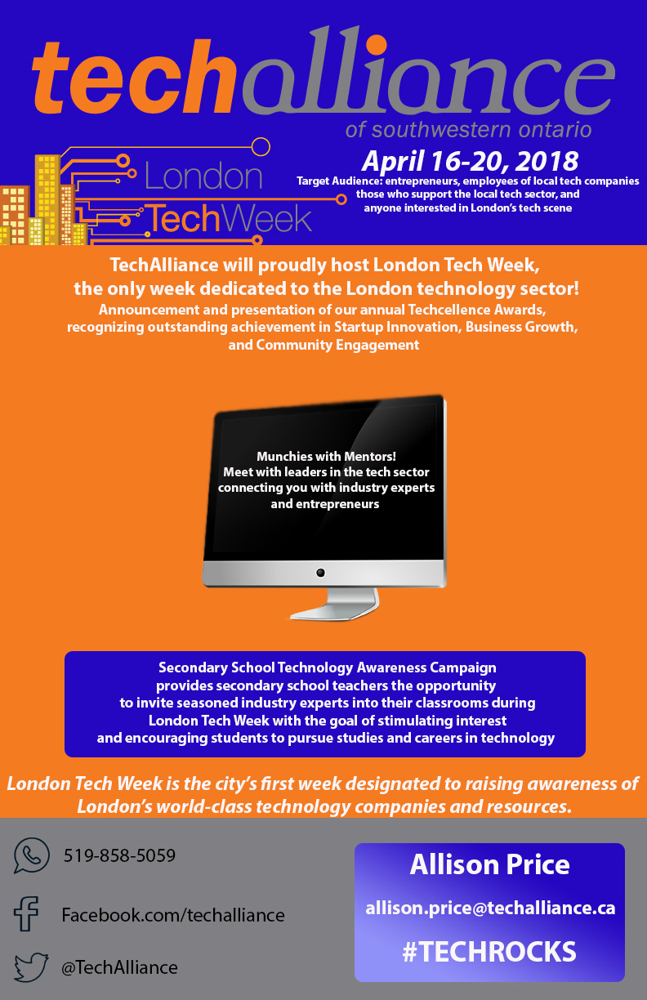 techalliance
of southwestern ontario
London
TechWeek
April 16-20, 2018
Target Audience: entrepreneurs, employees of local tech companies
those who support the local tech sector, and
anyone interested in London's tech scene
TechAlliance will proudly host London Tech Week,
the only week dedicated to the London technology sector!
Announcement and presentation of our annual Techcellence Awards,
recognizing outstanding achievement in Startup Innovation, Business Growth,
and Community Engagement
Munchies with Mentors!
Meet with leaders in the tech sector
connecting you with industry experts
and entrepreneurs
Secondary School Technology Awareness Campaign
provides secondary school teachers the opportunity
to invite seasoned industry experts into their classrooms during
London Tech Week with the goal of stimulating interest
and encouraging students to pursue studies and careers in technology
London Tech Week is the city's first week designated to raising awareness of
London's world-class technology companies and resources.
519-858-5059
Facebook.com/techalliance
@TechAlliance
Allison Price
allison.price@techalliance.ca
#TECHROCKS